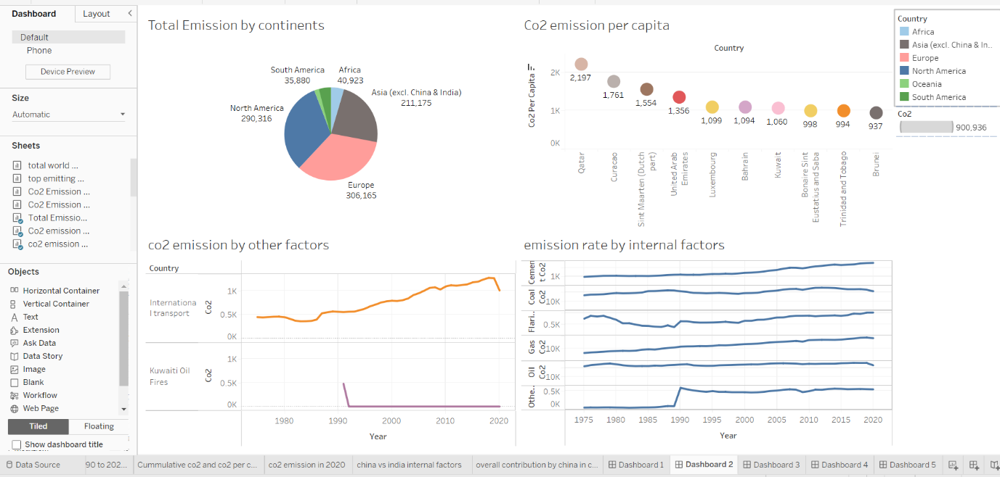 Dashboard
Layout
Default
Phone
Device Preview
Size
Automatic
Sheets
total world ...
top emitting ...
Co2 Emission ...
Co2 Emission ...
Total Emissio...
Co2 emission ...
co2 emission ...
Objects
Horizontal Container
Vertical Container
Text
Extension
Ask Data
Data Story
Image
Blank
Workflow
Web Page
Tiled
Floating
Show dashboard title
Total Emission by continents
South America
35,880
Africa
40,923
Asia (excl. China & India)
211,175
North America
290,316
Europe
306,165
Co2 emission per capita
Country
Co2 Per Capita
2K
1K
0K
2,197
1,761
1,554
1,356
1,099
1,094
1,060
998
994
937
Qatar
Curacao
Sint Maarten (Dutch
part)
United Arab
Emirates
Luxembourg
Bahrain
Kuwait
Bonaire Sint
Eustatius and Saba
Trinidad and Tobago
Brunei
Country
Africa
Asia (excl. China & In..
Europe
North America
Oceania
South America
Co2
900,936
co2 emission by other factors
Country
Internationa
l transport
Co2
1K
0.5K
0K
Kuwaiti Oil
Fires
Co2
1K
0.5K
0K
1980
1990
2000
2010
2020
Year
emission rate by internal factors
Cemen
t Co2
1K
Coal
Co2
10K
Flari..
0.5K
Gas
Co2
10K
Oil
Co2
10K
Othe..
0.5K
0K
1975
1980
1985
1990
1995
2000
2005
2010
2015
2020
Year
Data Source
90 to 202...
Cummulative co2 and co2 per c...
co2 emission in 2020
china vs india internal factors
overall contribution by china in c...
Dashboard 1
Dashboard 2
Dashboard 3
Dashboard 4
Dashboard 5